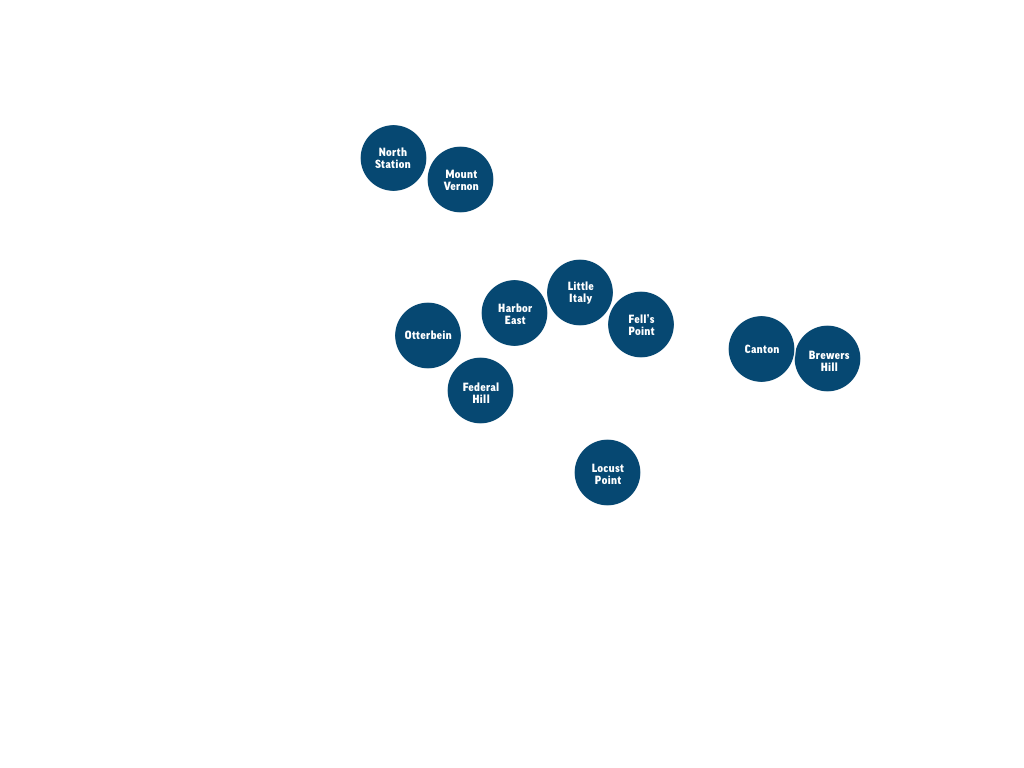 North
Station
Mount
Vernon
Little
Italy
Harbor
East
Fell's
Point
Otterbein
Canton
Brewers
Hill
Federal
Hill
Locust
Point